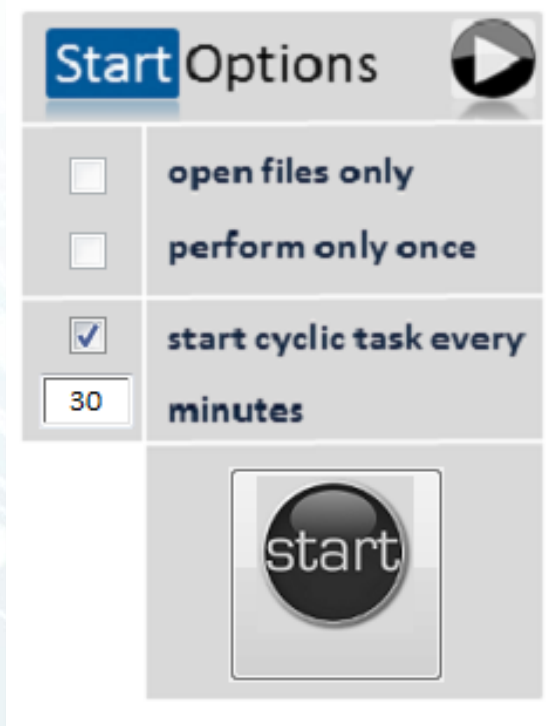 Start Options
open files only
perform only once
start cyclic task every
30
minutes
start